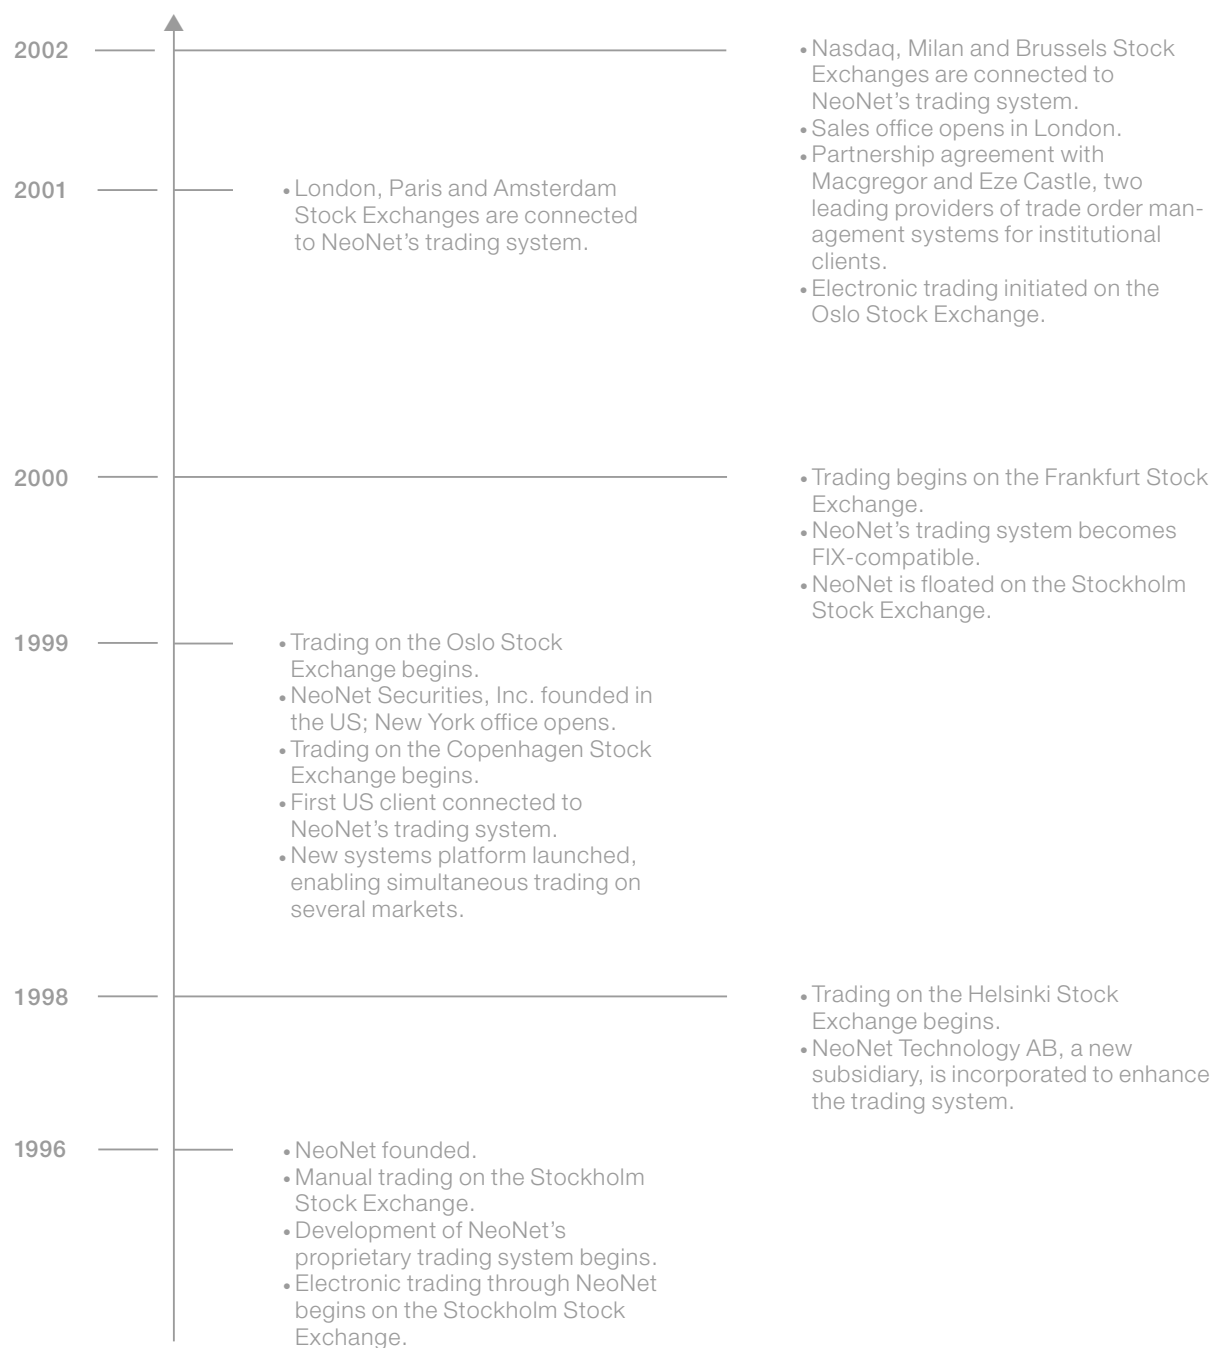 2002
• Nasdaq, Milan and Brussels Stock
Exchanges are connected to
NeoNet’s trading system.
• Sales office opens in London.
• Partnership agreement with
Macgregor and Eze Castle, two
leading providers of trade order man-
agement systems for institutional
clients.
• Electronic trading initiated on the
Oslo Stock Exchange.
2001
• London, Paris and Amsterdam
Stock Exchanges are connected
to NeoNet’s trading system.
2000
• Trading begins on the Frankfurt Stock
Exchange.
• NeoNet’s trading system becomes
FIX-compatible.
• NeoNet is floated on the Stockholm
Stock Exchange.
1999
• Trading on the Oslo Stock
Exchange begins.
• NeoNet Securities, Inc. founded in
the US; New York office opens.
• Trading on the Copenhagen Stock
Exchange begins.
• First US client connected to
NeoNet’s trading system.
• New systems platform launched,
enabling simultaneous trading on
several markets.
1998
• Trading on the Helsinki Stock
Exchange begins.
• NeoNet Technology AB, a new
subsidiary, is incorporated to enhance
the trading system.
1996
• NeoNet founded.
• Manual trading on the Stockholm
Stock Exchange.
• Development of NeoNet’s
proprietary trading system begins.
• Electronic trading through NeoNet
begins on the Stockholm Stock
Exchange.